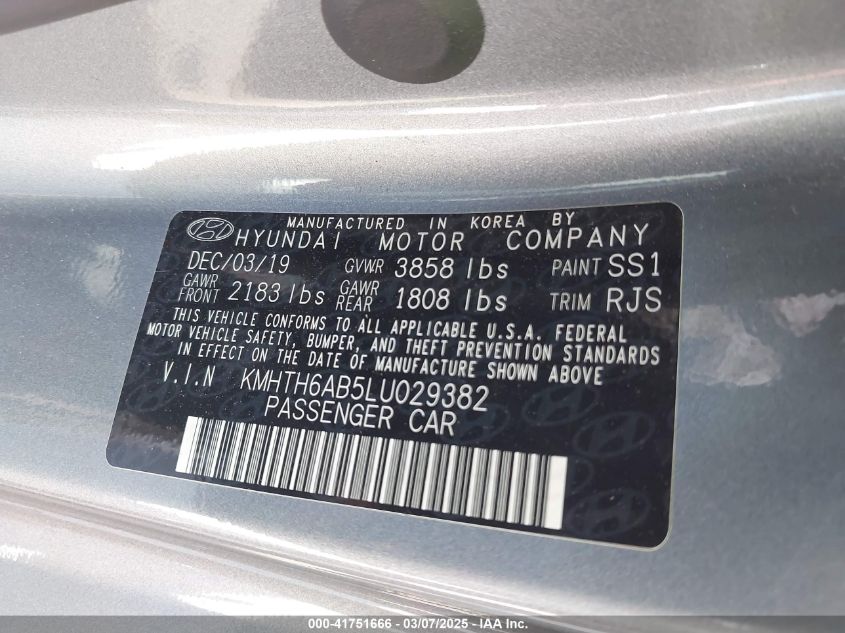 MANUFACTURED IN KOREA BY
HYUNDAI MOTOR COMPANY
DEC/03/19 GVWR 3858 lbs PAINT SS1
GAWR FRONT 2183 lbs GAWR REAR 1808 lbs TRIM RJS
THIS VEHICLE CONFORMS TO ALL APPLICABLE U.S.A. FEDERAL
MOTOR VEHICLE SAFETY, BUMPER, AND THEFT PREVENTION STANDARDS
IN EFFECT ON THE DATE OF MANUFACTURE SHOWN ABOVE
V.I.N KMHTH6AB5LU029382
PASSENGER CAR
000-41751666 - 03/07/2025 - IAA Inc.